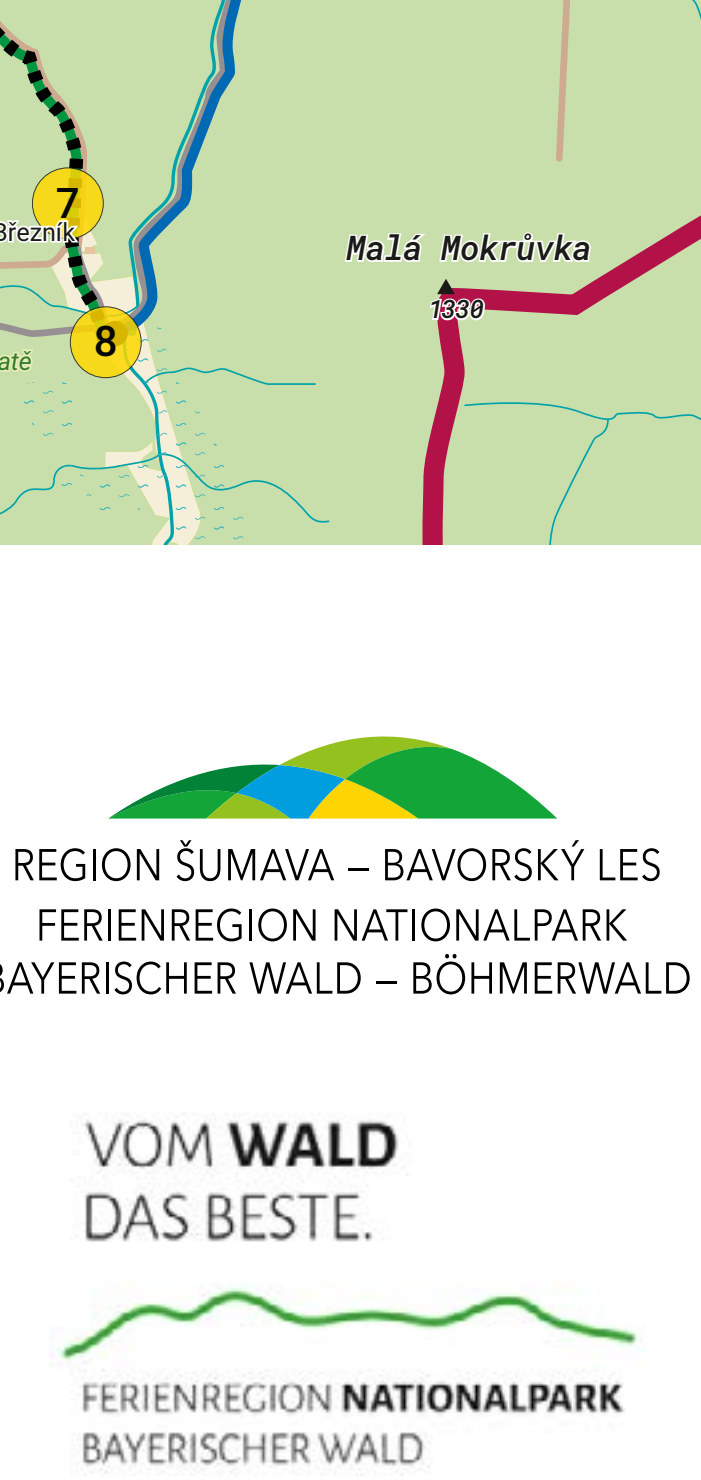 7
Březník
Malá Mokrůvka
1330
8
REGION ŠUMAVA – BAVORSKÝ LES
FERIENREGION NATIONALPARK
BAYERISCHER WALD – BÖHMERWALD
VOM WALD
DAS BESTE.
FERIENREGION NATIONALPARK
BAYERISCHER WALD